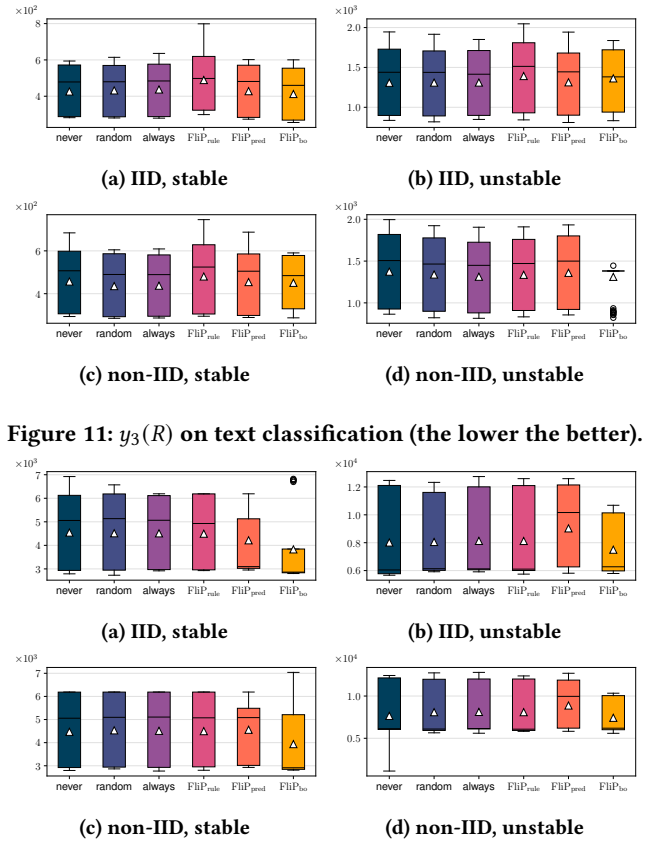 ×10²
×10³
8
4
2.0
1.5
1.0
never random always FliP_rule FliP_pred FliP_bo
never random always FliP_rule FliP_pred FliP_bo
(a) IID, stable
(b) IID, unstable
×10²
×10³
6
4
2.0
1.5
1.0
never random always FliP_rule FliP_pred FliP_bo
never random always FliP_rule FliP_pred FliP_bo
(c) non-IID, stable
(d) non-IID, unstable
Figure 11: y₃(R) on text classification (the lower the better).
×10³
×10⁴
7
6
5
4
3
1.2
1.0
0.8
0.6
never random always FliP_rule FliP_pred FliP_bo
never random always FliP_rule FliP_pred FliP_bo
(a) IID, stable
(b) IID, unstable
×10³
×10⁴
7
6
5
4
3
1.0
0.5
never random always FliP_rule FliP_pred FliP_bo
never random always FliP_rule FliP_pred FliP_bo
(c) non-IID, stable
(d) non-IID, unstable